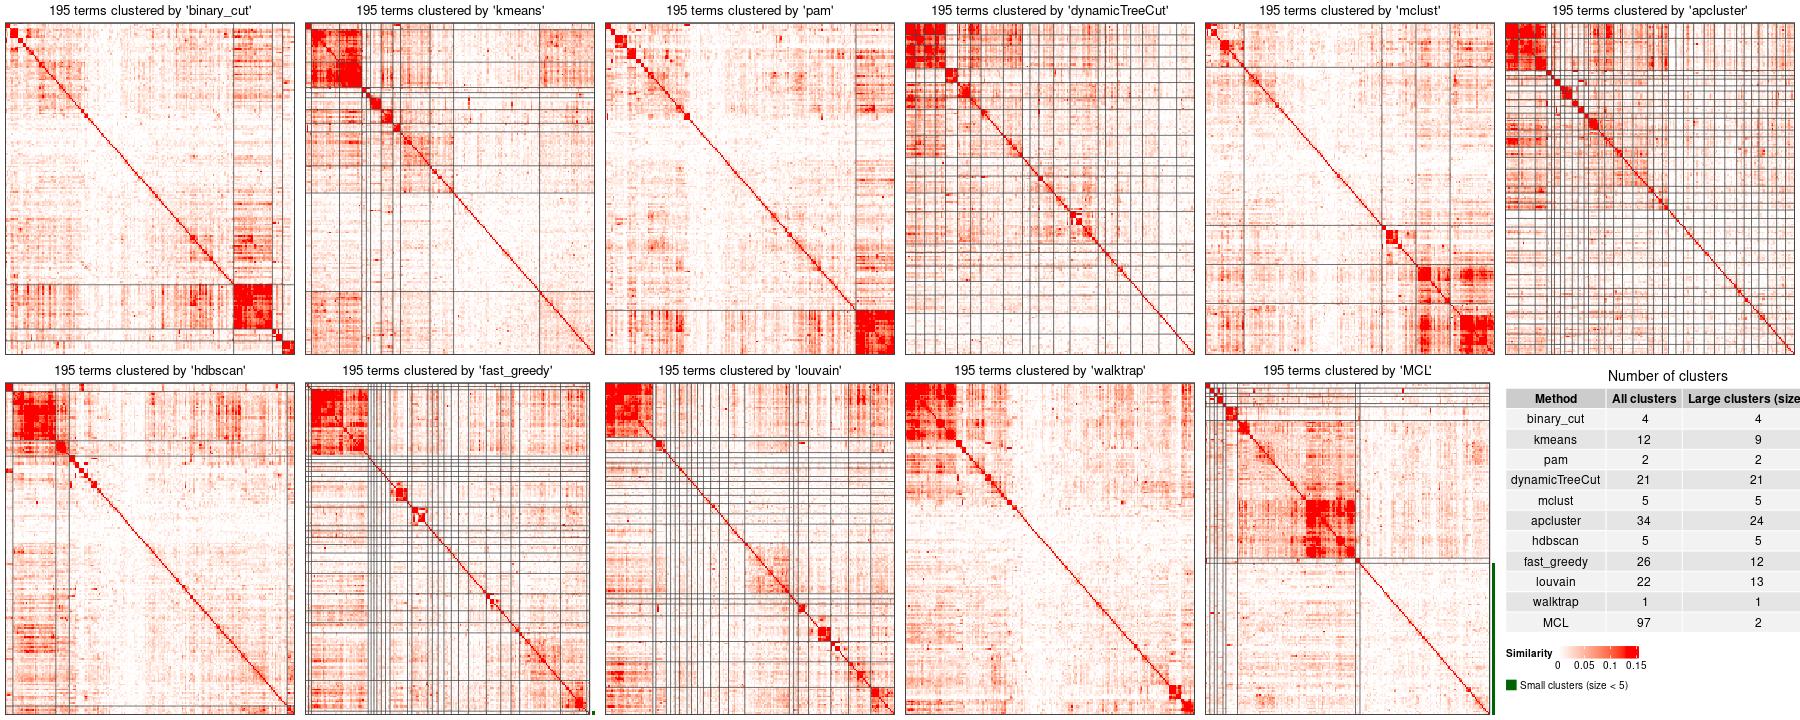 195 terms clustered by 'binary_cut'
195 terms clustered by 'kmeans'
195 terms clustered by 'pam'
195 terms clustered by 'dynamicTreeCut'
195 terms clustered by 'mclust'
195 terms clustered by 'apcluster'
195 terms clustered by 'hdbscan'
195 terms clustered by 'fast_greedy'
195 terms clustered by 'louvain'
195 terms clustered by 'walktrap'
195 terms clustered by 'MCL'
Number of clusters
Method All clusters Large clusters (size
binary_cut 4 4
kmeans 12 9
pam 2 2
dynamicTreeCut 21 21
mclust 5 5
apcluster 34 24
hdbscan 5 5
fast_greedy 26 12
louvain 22 13
walktrap 1 1
MCL 97 2
Similarity
0 0.05 0.1 0.15
Small clusters (size < 5)